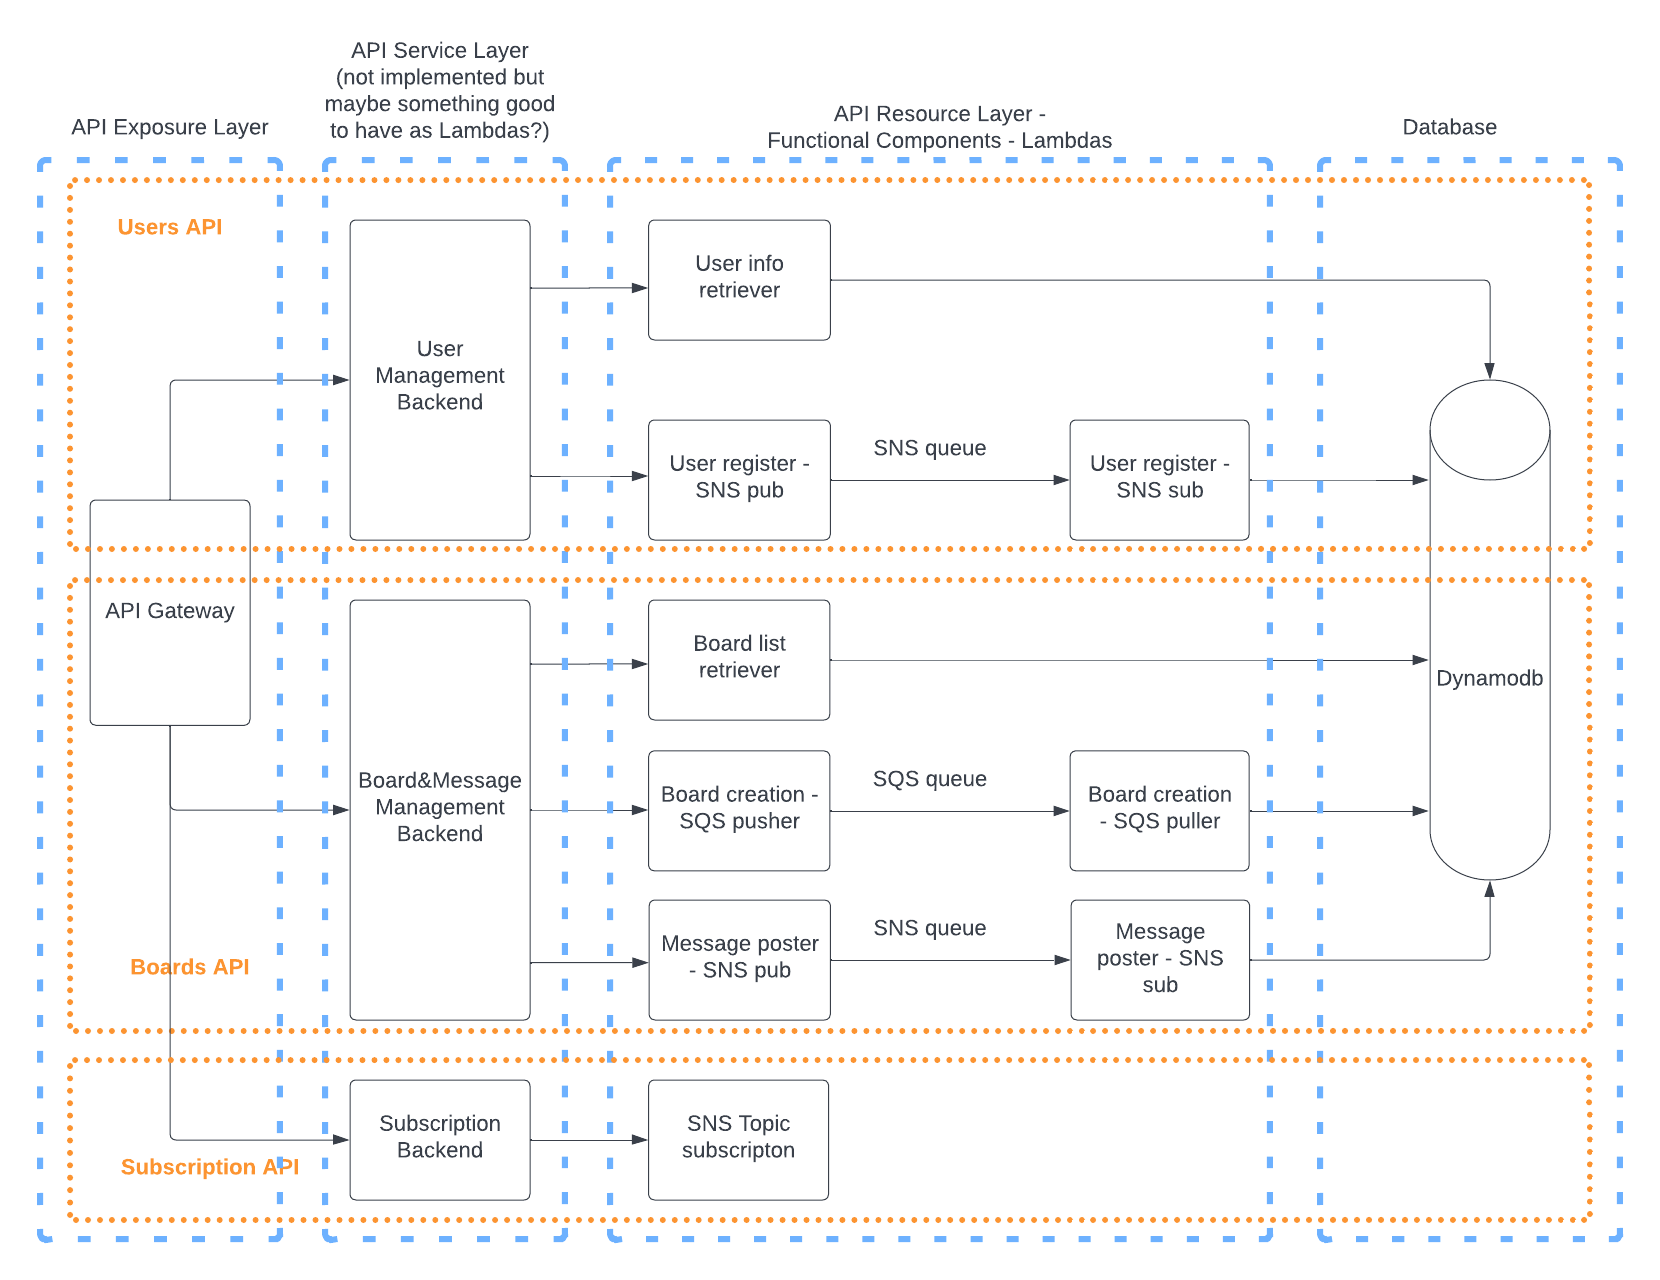 API Service Layer
(not implemented but
maybe something good
to have as Lambdas?)
API Exposure Layer
API Resource Layer -
Functional Components - Lambdas
Database
Users API
User info
retriever
User
Management
Backend
User register -
SNS pub
SNS queue
User register -
SNS sub
API Gateway
Board list
retriever
Dynamodb
Board&Message
Management
Backend
Board creation -
SQS pusher
SQS queue
Board creation
- SQS puller
Boards API
Message poster
- SNS pub
SNS queue
Message
poster - SNS
sub
Subscription
Backend
SNS Topic
subscripton
Subscription API